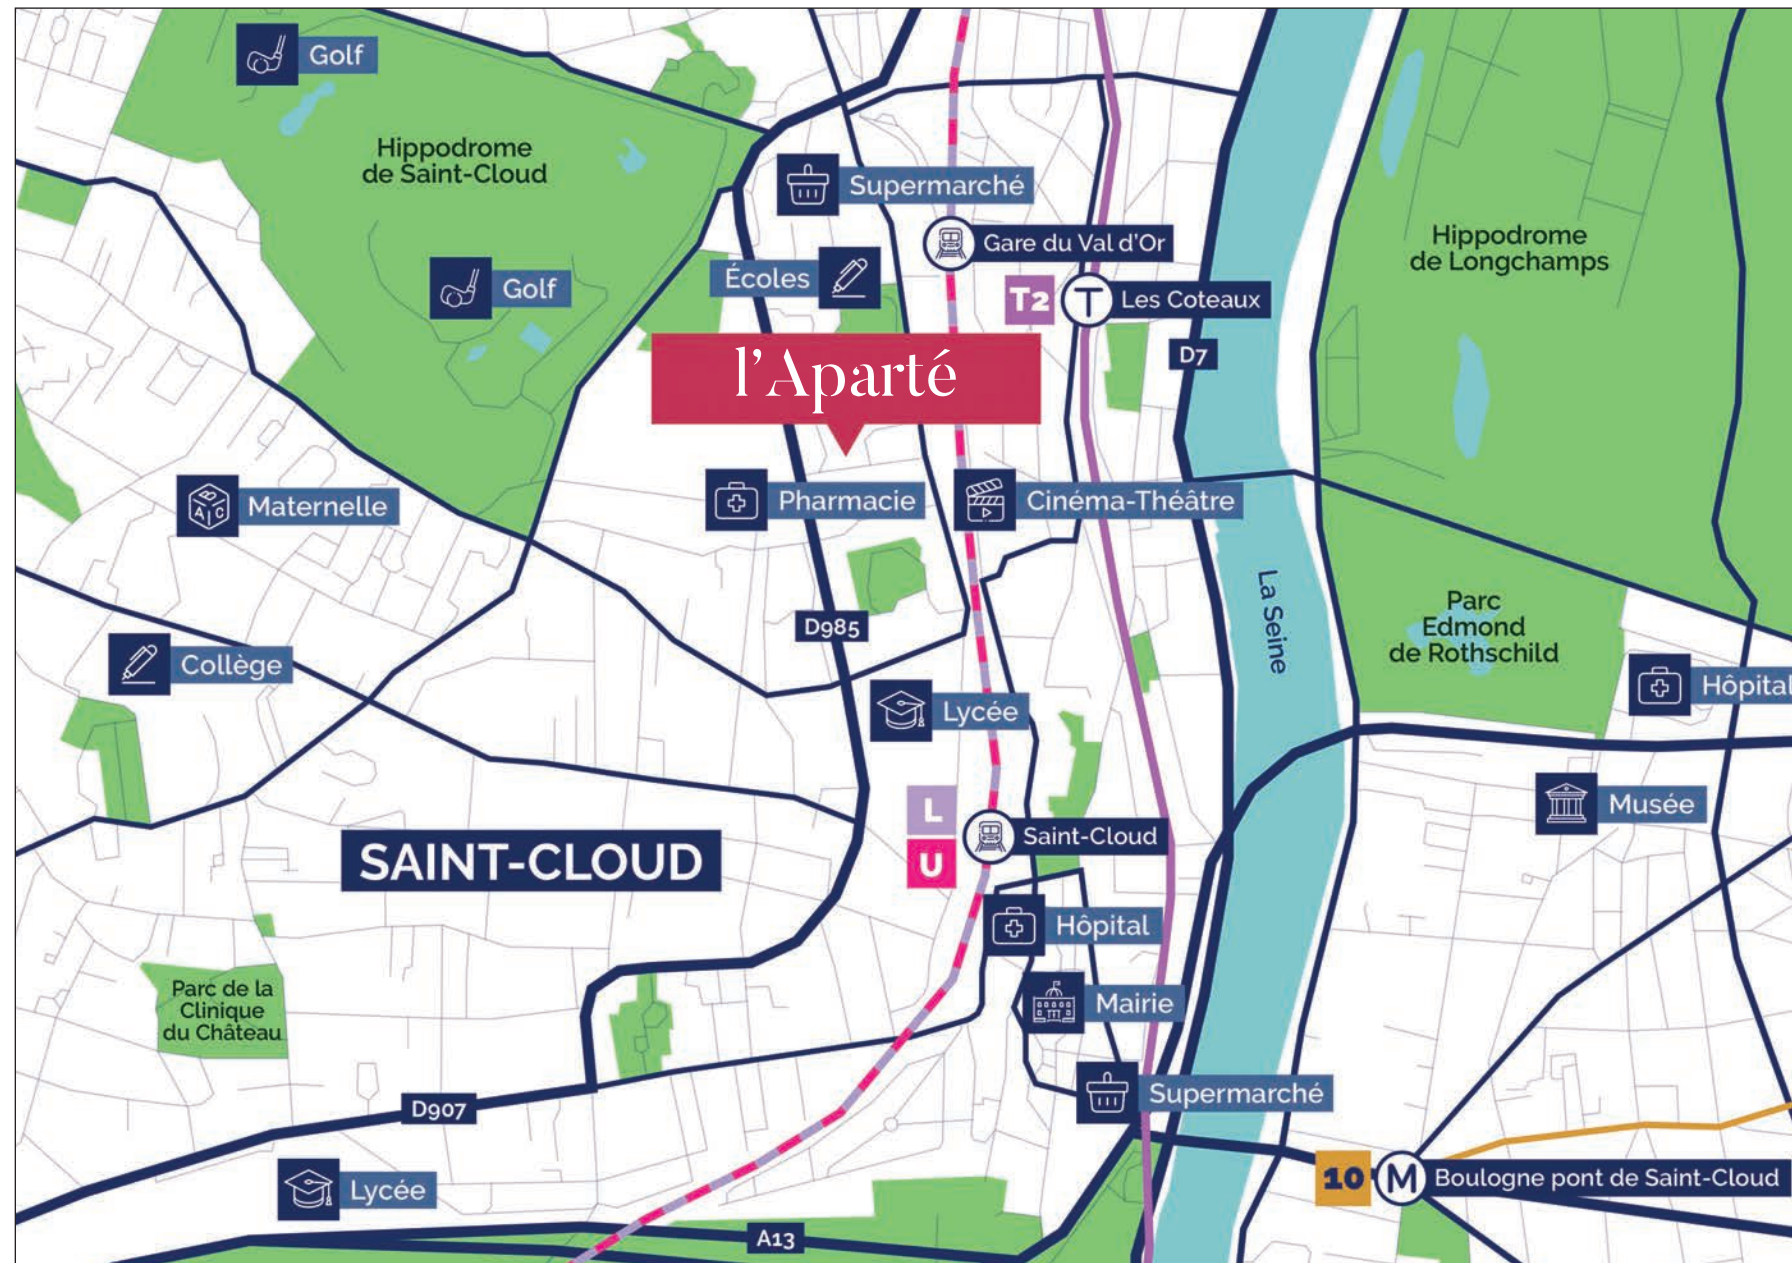 Golf
Hippodrome
de Saint-Cloud
Supermarché
Gare du Val d'Or
Hippodrome
de Longchamps
Écoles
Golf
T2
T
Les Coteaux
D7
l'Aparté
Maternelle
A B C
Pharmacie
Cinéma-Théâtre
La Seine
Parc
Edmond
de Rothschild
D985
Collège
Hôpital
Lycée
L
U
Saint-Cloud
Musée
SAINT-CLOUD
Hôpital
Parc de la
Clinique
du Château
Mairie
D907
Supermarché
Lycée
10
M
Boulogne pont de Saint-Cloud
A13